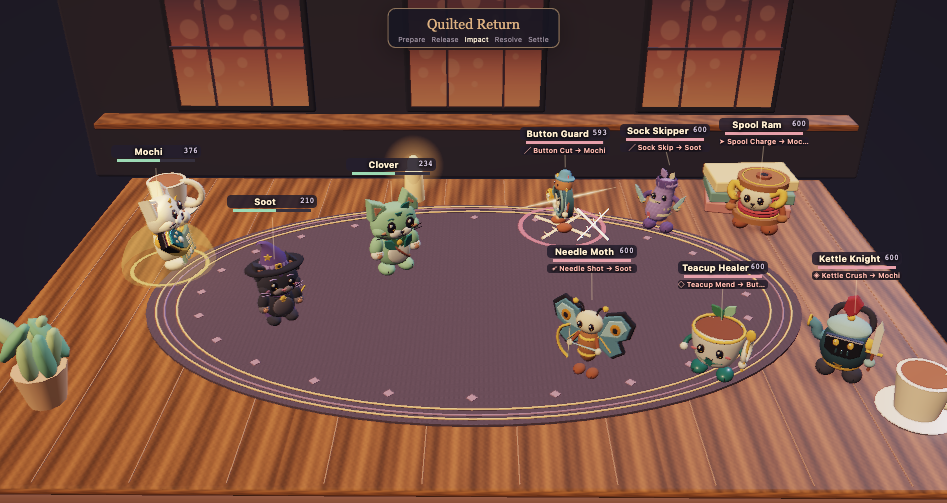 Quilted Return
Prepare Release Impact Resolve Settle
Mochi 376
Soot 210
Clover 234
Button Guard 593
Button Cut → Mochi
Sock Skipper 600
Sock Skip → Soot
Spool Ram 600
Spool Charge → Moc...
Needle Moth 600
Needle Shot → Soot
Teacup Healer 600
Teacup Mend → But...
Kettle Knight 600
Kettle Crush → Mochi